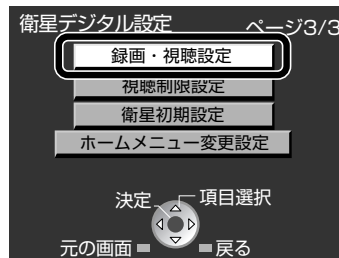 衛星デジタル設定 ページ3/3
録画・視聴設定
視聴制限設定
衛星初期設定
ホームメニュー変更設定
決定 項目選択
元の画面 戻る